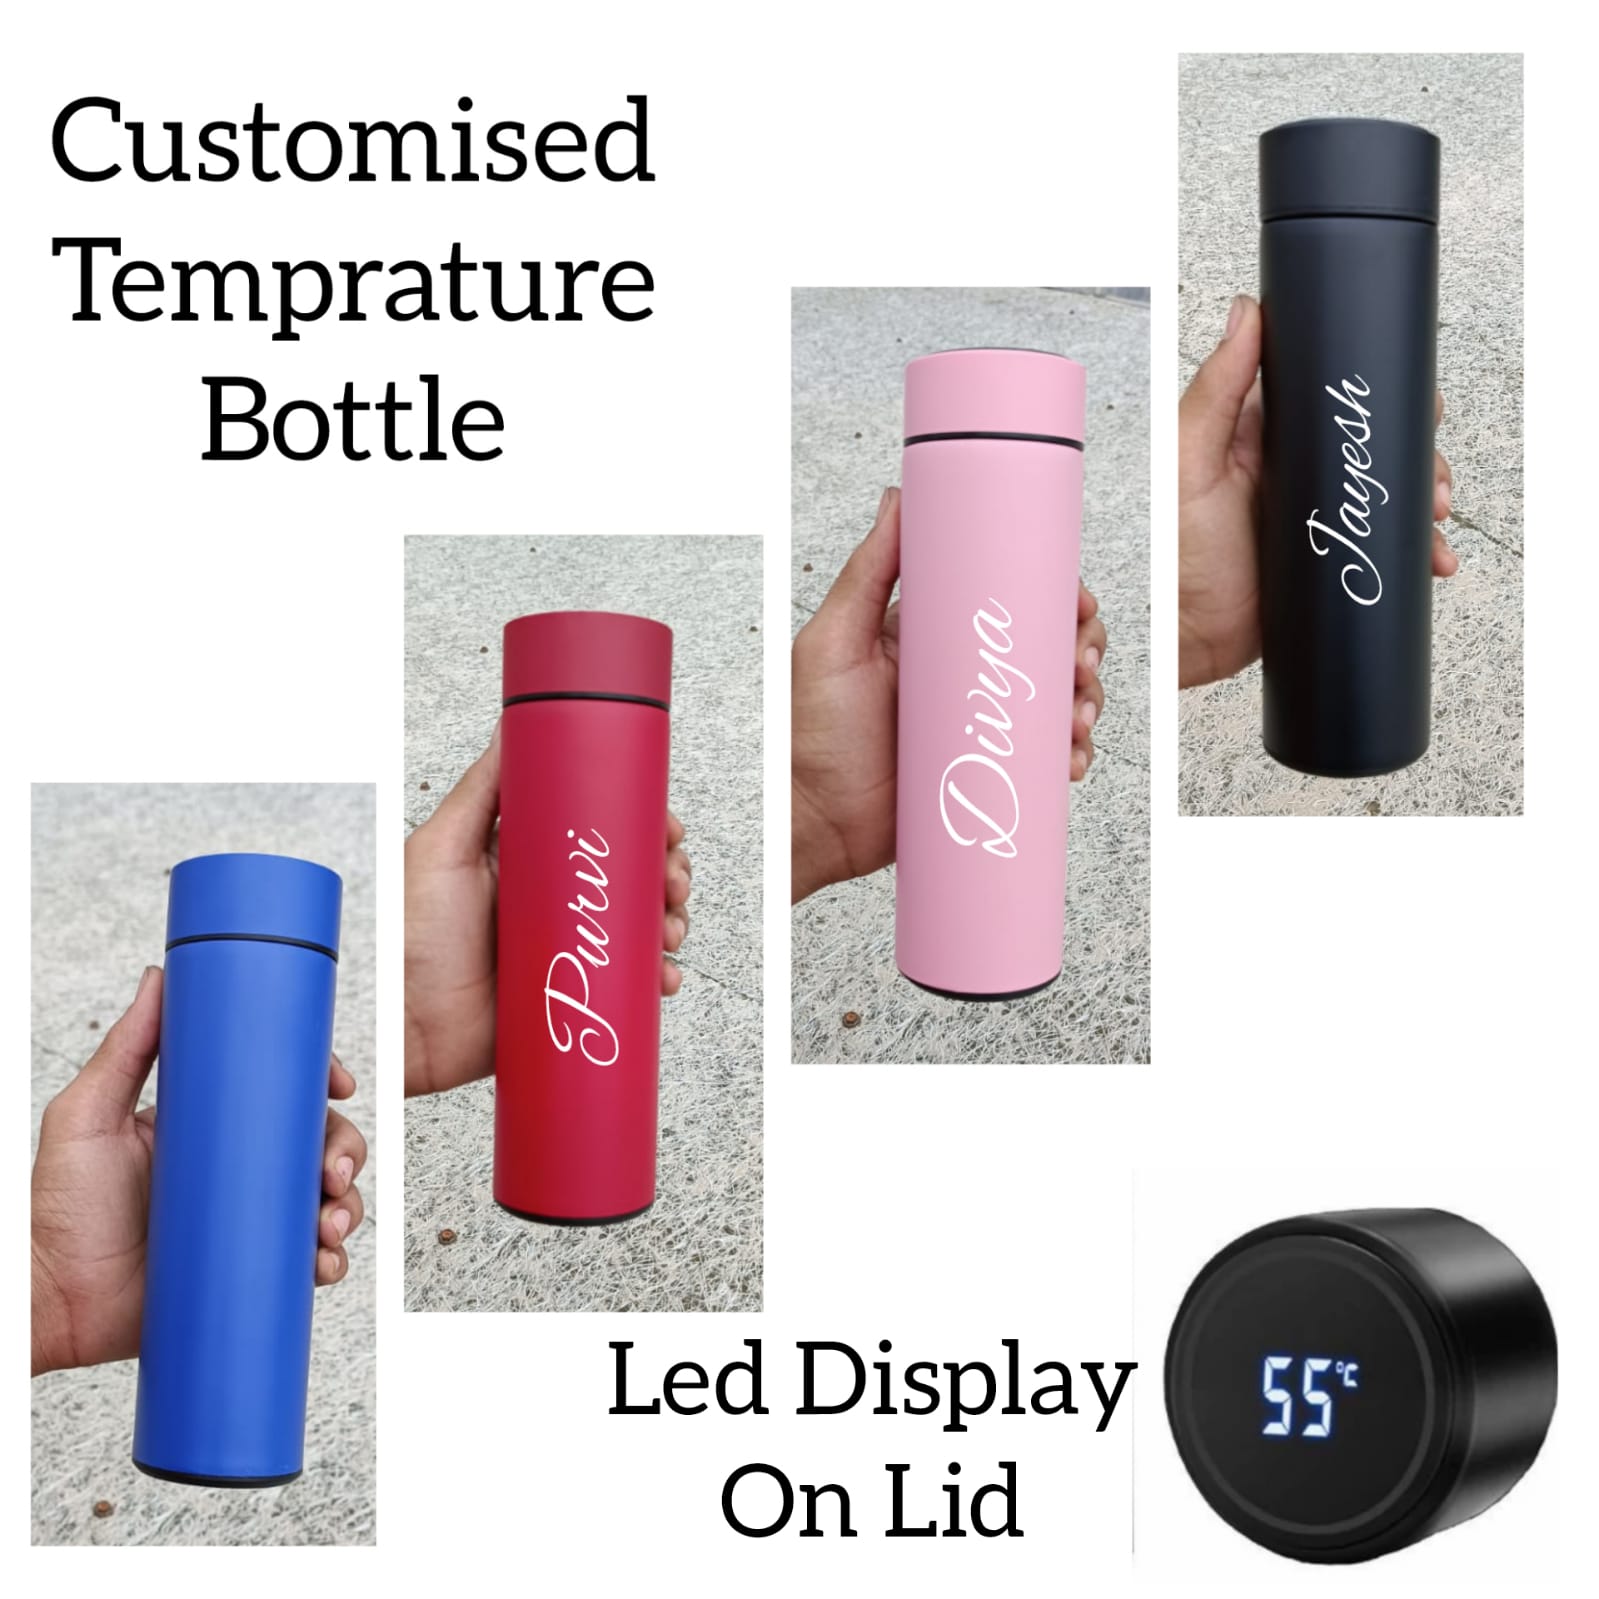 Customised
Temprature
Bottle
Jayesh
Divya
Purvi
Led Display
On Lid
55°C